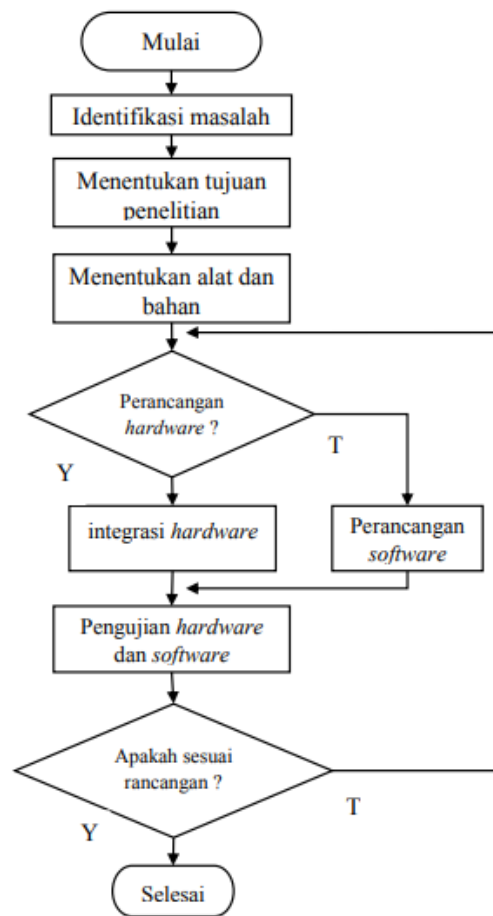 Mulai
Identifikasi masalah
Menentukan tujuan
penelitian
Menentukan alat dan
bahan
Perancangan
hardware ?
Y
T
integrasi hardware
Perancangan
software
Pengujian hardware
dan software
Apakah sesuai
rancangan ?
Y
T
Selesai